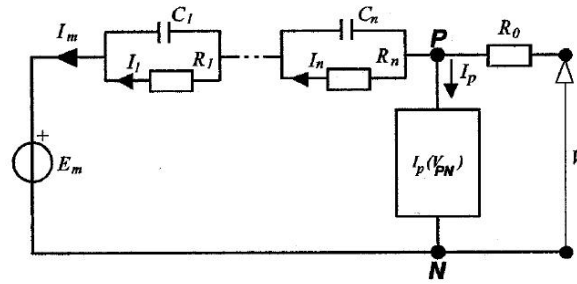 I_m C_1 C_n
I_1 R_1 I_n R_n P R_0
I_p
+
E_m I_p(V_PN)
N